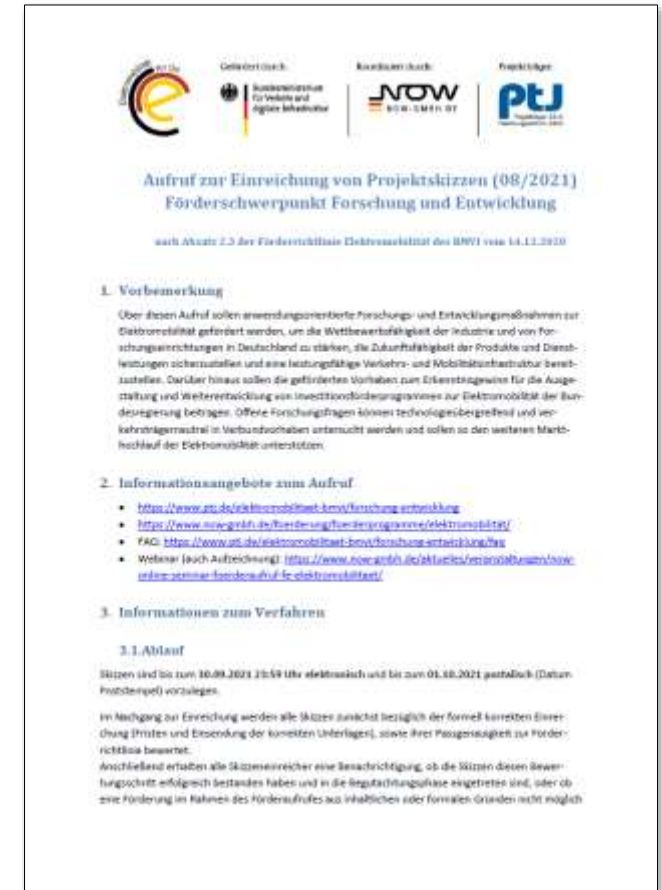 Gefördert durch:
Koordiniert durch:
Projektträger:
Bundesministerium
für Verkehr und
digitale Infrastruktur
NOW
NOW-GMBH.DE
PtJ
Aufruf zur Einreichung von Projektskizzen (08/2021)
Förderschwerpunkt Forschung und Entwicklung
nach Absatz 2.3 der Förderrichtlinie Elektromobilität des BMVI vom 14.12.2020
1. Vorbemerkung
Über diesen Aufruf sollen anwendungsorientierte Forschungs- und Entwicklungsmaßnahmen zur
Elektromobilität gefördert werden, um die Wettbewerbsfähigkeit der Industrie und von For-
schungseinrichtungen in Deutschland zu stärken, die Zukunftsfähigkeit der Produkte und Dienst-
leistungen sicherzustellen und eine leistungsfähige Verkehrs- und Mobilitätsinfrastruktur bereit-
zustellen. Darüber hinaus sollen die geförderten Vorhaben zum Erkenntnisgewinn für die Ausge-
staltung und Weiterentwicklung von Investitionsförderprogrammen zur Elektromobilität der Bun-
desregierung beitragen. Offene Forschungsfragen können technologieübergreifend und ver-
kehrsträgerneutral in Verbundvorhaben untersucht werden und sollen so den weiteren Markt-
hochlauf der Elektromobilität unterstützen.
2. Informationsangebote zum Aufruf
• https://www.ptj.de/elektromobilitaet-bmvi/forschung-entwicklung
• https://www.now-gmbh.de/foerderung/foerderprogramme/elektromobilität/
• FAQ: https://www.ptj.de/elektromobilitaet-bmvi/forschung-entwicklung/faq
• Webinar (auch Aufzeichnung): https://www.now-gmbh.de/aktuelles/veranstaltungen/now-
online-seminar-foerderaufruf-fe-elektromobilitaet/
3. Informationen zum Verfahren
3.1.Ablauf
Skizzen sind bis zum 30.09.2021 23:59 Uhr elektronisch und bis zum 01.10.2021 postalisch (Datum
Poststempel) vorzulegen.
Im Nachgang zur Einreichung werden alle Skizzen zunächst bezüglich der formell korrekten Einrei-
chung (Fristen und Einsendung der korrekten Unterlagen), sowie ihrer Passgenauigkeit zur Förder-
richtlinie bewertet.
Anschließend erhalten alle Skizzeneinreicher eine Benachrichtigung, ob die Skizzen diesen Bewer-
tungsschritt erfolgreich bestanden haben und in die Begutachtungsphase eingetreten sind, oder ob
eine Förderung im Rahmen des Förderaufrufes aus inhaltlichen oder formalen Gründen nicht möglich